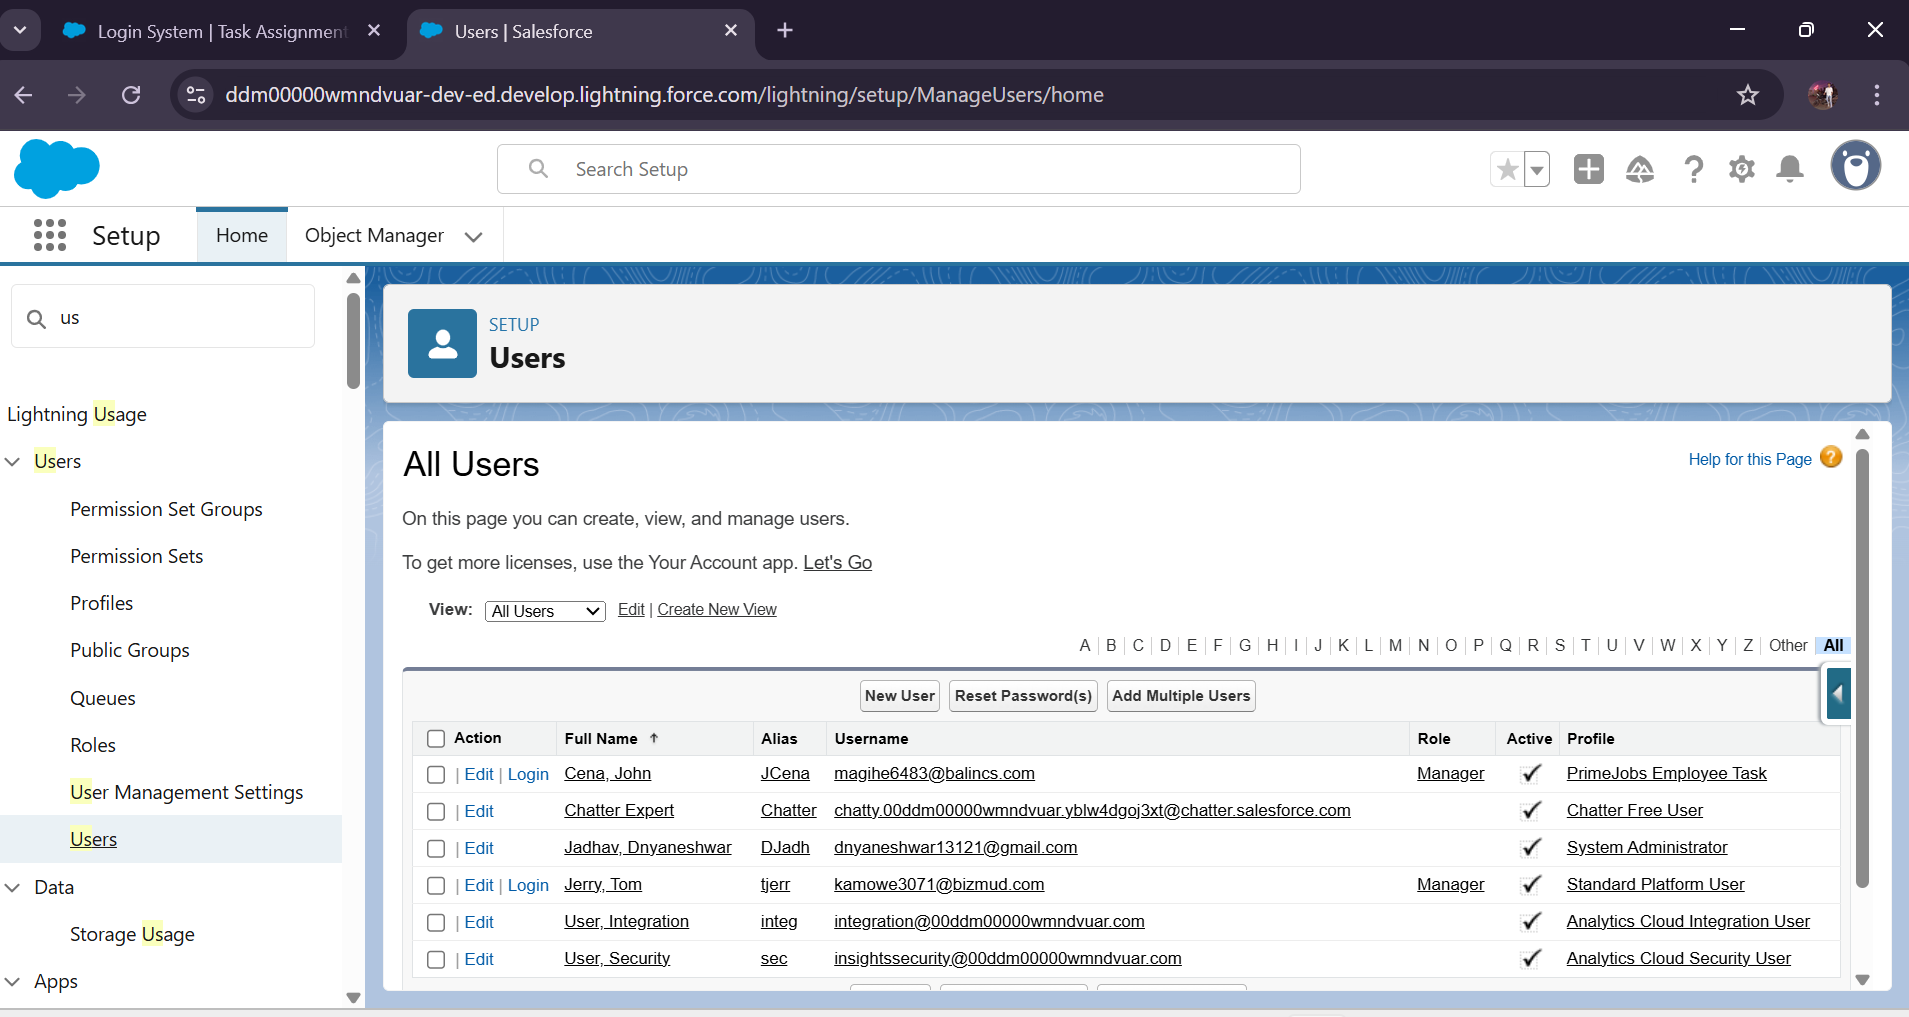 Login System | Task Assignment
Users | Salesforce
ddm00000wmndvuar-dev-ed.develop.lightning.force.com/lightning/setup/ManageUsers/home
Search Setup
Setup
Home
Object Manager
us
Lightning Usage
Users
Permission Set Groups
Permission Sets
Profiles
Public Groups
Queues
Roles
User Management Settings
Users
Data
Storage Usage
Apps
SETUP
Users
All Users
Help for this Page ?
On this page you can create, view, and manage users.
To get more licenses, use the Your Account app. Let's Go
View: All Users Edit | Create New View
A | B | C | D | E | F | G | H | I | J | K | L | M | N | O | P | Q | R | S | T | U | V | W | X | Y | Z | Other | All
New User Reset Password(s) Add Multiple Users
Action Full Name ↑ Alias Username Role Active Profile
| Edit | Login Cena, John JCena magihe6483@balincs.com Manager ✓ PrimeJobs Employee Task
| Edit Chatter Expert Chatter chatty.00ddm00000wmndvuar.yblw4dgoj3xt@chatter.salesforce.com ✓ Chatter Free User
| Edit Jadhav, Dnyaneshwar DJadh dnyaneshwar13121@gmail.com ✓ System Administrator
| Edit | Login Jerry, Tom tjerr kamowe3071@bizmud.com Manager ✓ Standard Platform User
| Edit User, Integration integ integration@00ddm00000wmndvuar.com ✓ Analytics Cloud Integration User
| Edit User, Security sec insightssecurity@00ddm00000wmndvuar.com ✓ Analytics Cloud Security User